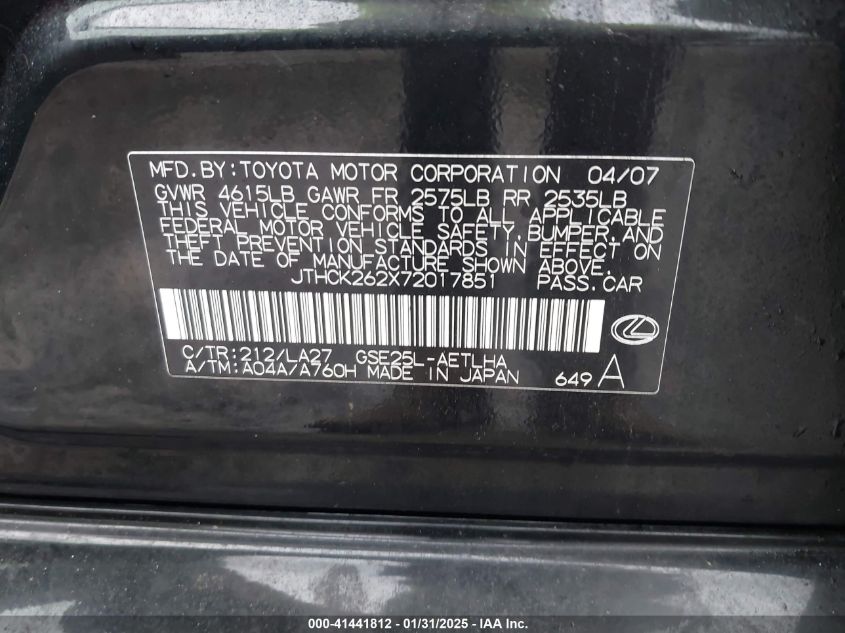 MFD.BY:TOYOTA MOTOR CORPORATION 04/07
GVWR 4615LB GAWR FR 2575LB RR 2535LB
THIS VEHICLE CONFORMS TO ALL APPLICABLE
FEDERAL MOTOR VEHICLE SAFETY,BUMPER,AND
THEFT PREVENTION STANDARDS IN EFFECT ON
THE DATE OF MANUFACTURE SHOWN ABOVE.
JTHCK262X72017851 PASS.CAR
C/TR:212/LA27 GSE25L-AETLHA
A/TM:A04A/A760H MADE IN JAPAN 649 A
000-41441812 - 01/31/2025 - IAA Inc.